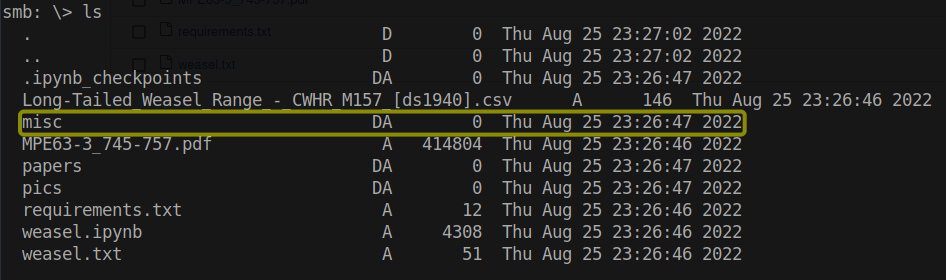 smb: \> ls
. D 0 Thu Aug 25 23:27:02 2022
.. D 0 Thu Aug 25 23:27:02 2022
.ipynb_checkpoints DA 0 Thu Aug 25 23:26:47 2022
Long-Tailed_Weasel_Range_-_CWHR_M157_[ds1940].csv A 146 Thu Aug 25 23:26:46 2022
misc DA 0 Thu Aug 25 23:26:47 2022
MPE63-3_745-757.pdf A 414804 Thu Aug 25 23:26:46 2022
papers DA 0 Thu Aug 25 23:26:47 2022
pics DA 0 Thu Aug 25 23:26:47 2022
requirements.txt A 12 Thu Aug 25 23:26:46 2022
weasel.ipynb A 4308 Thu Aug 25 23:26:46 2022
weasel.txt A 51 Thu Aug 25 23:26:46 2022
requirements.txt
weasel.txt